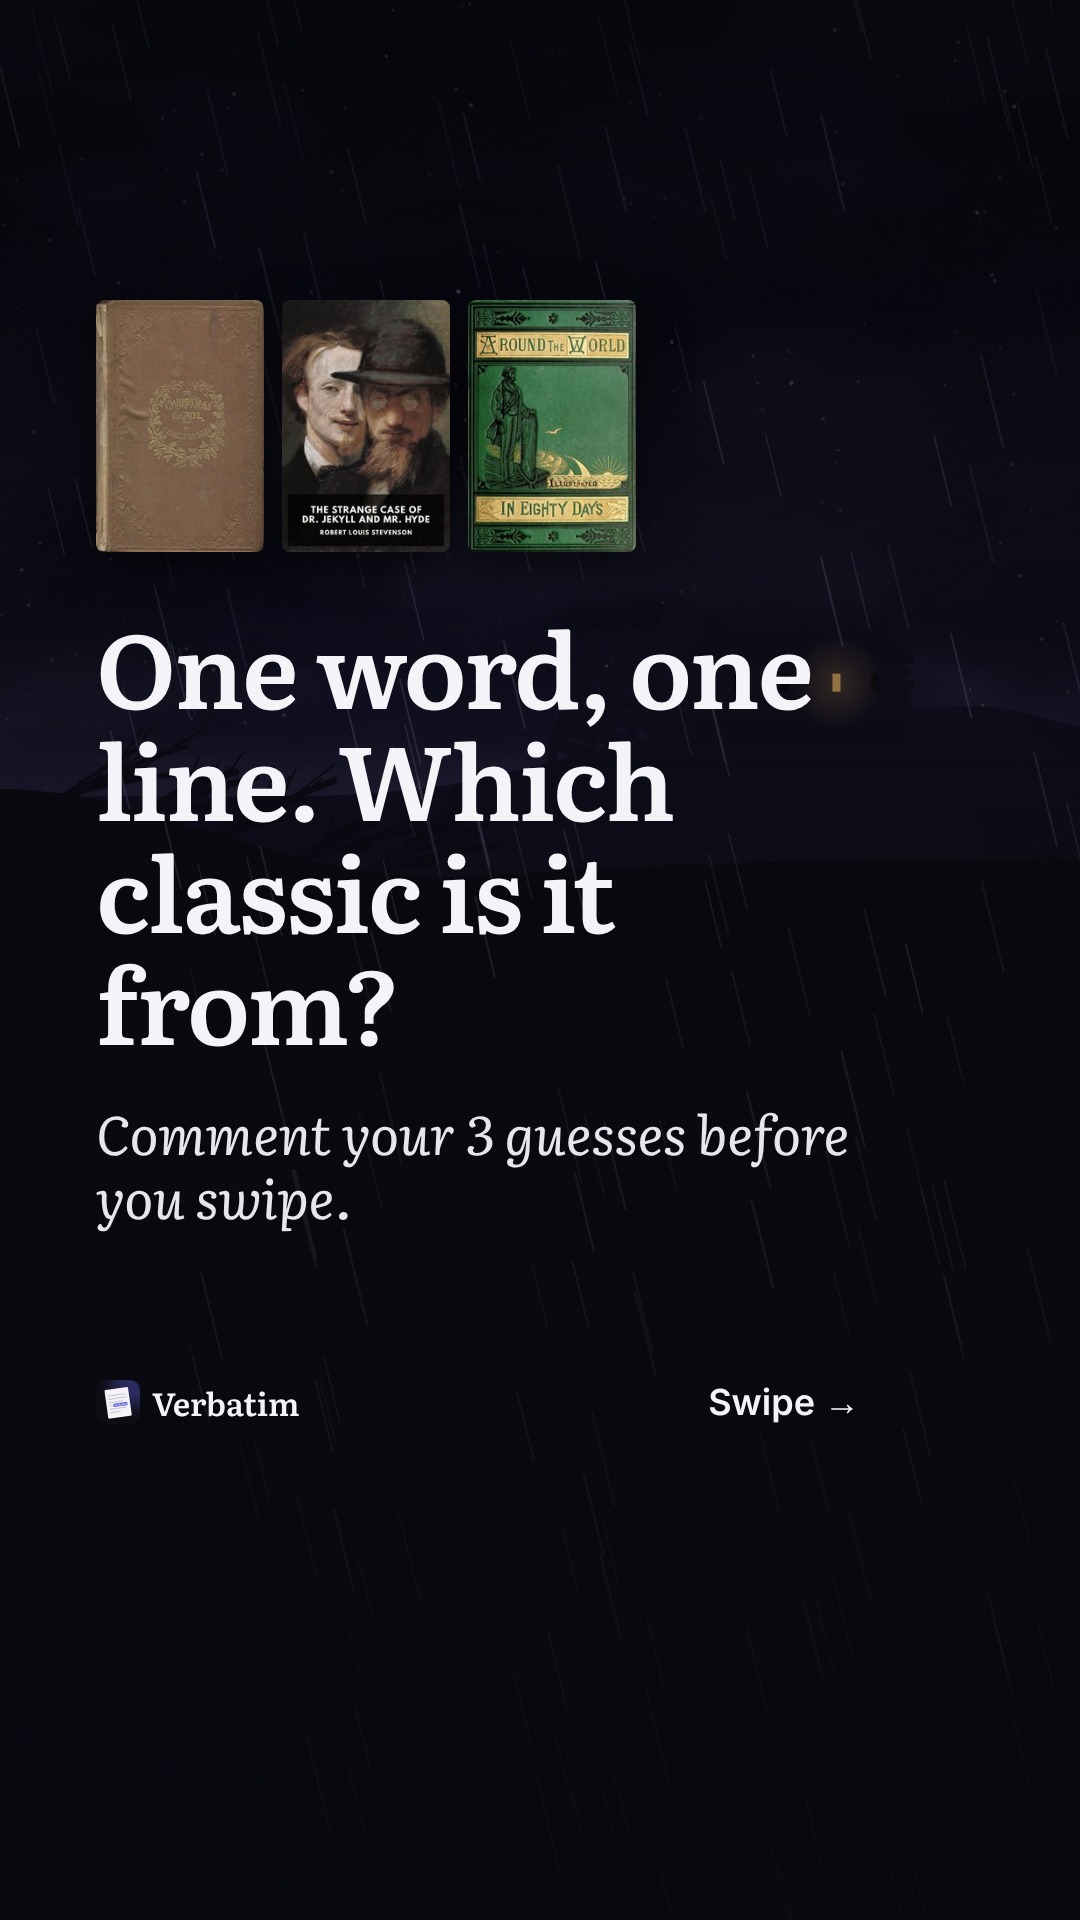 CHRISTMAS
CAROL
THE STRANGE CASE OF
DR. JEKYLL AND MR. HYDE
ROBERT LOUIS STEVENSON
AROUND THE WORLD
ILLUSTRATED
IN EIGHTY DAYS
One word, one
line. Which
classic is it
from?
Comment your 3 guesses before
you swipe.
Verbatim
Swipe →